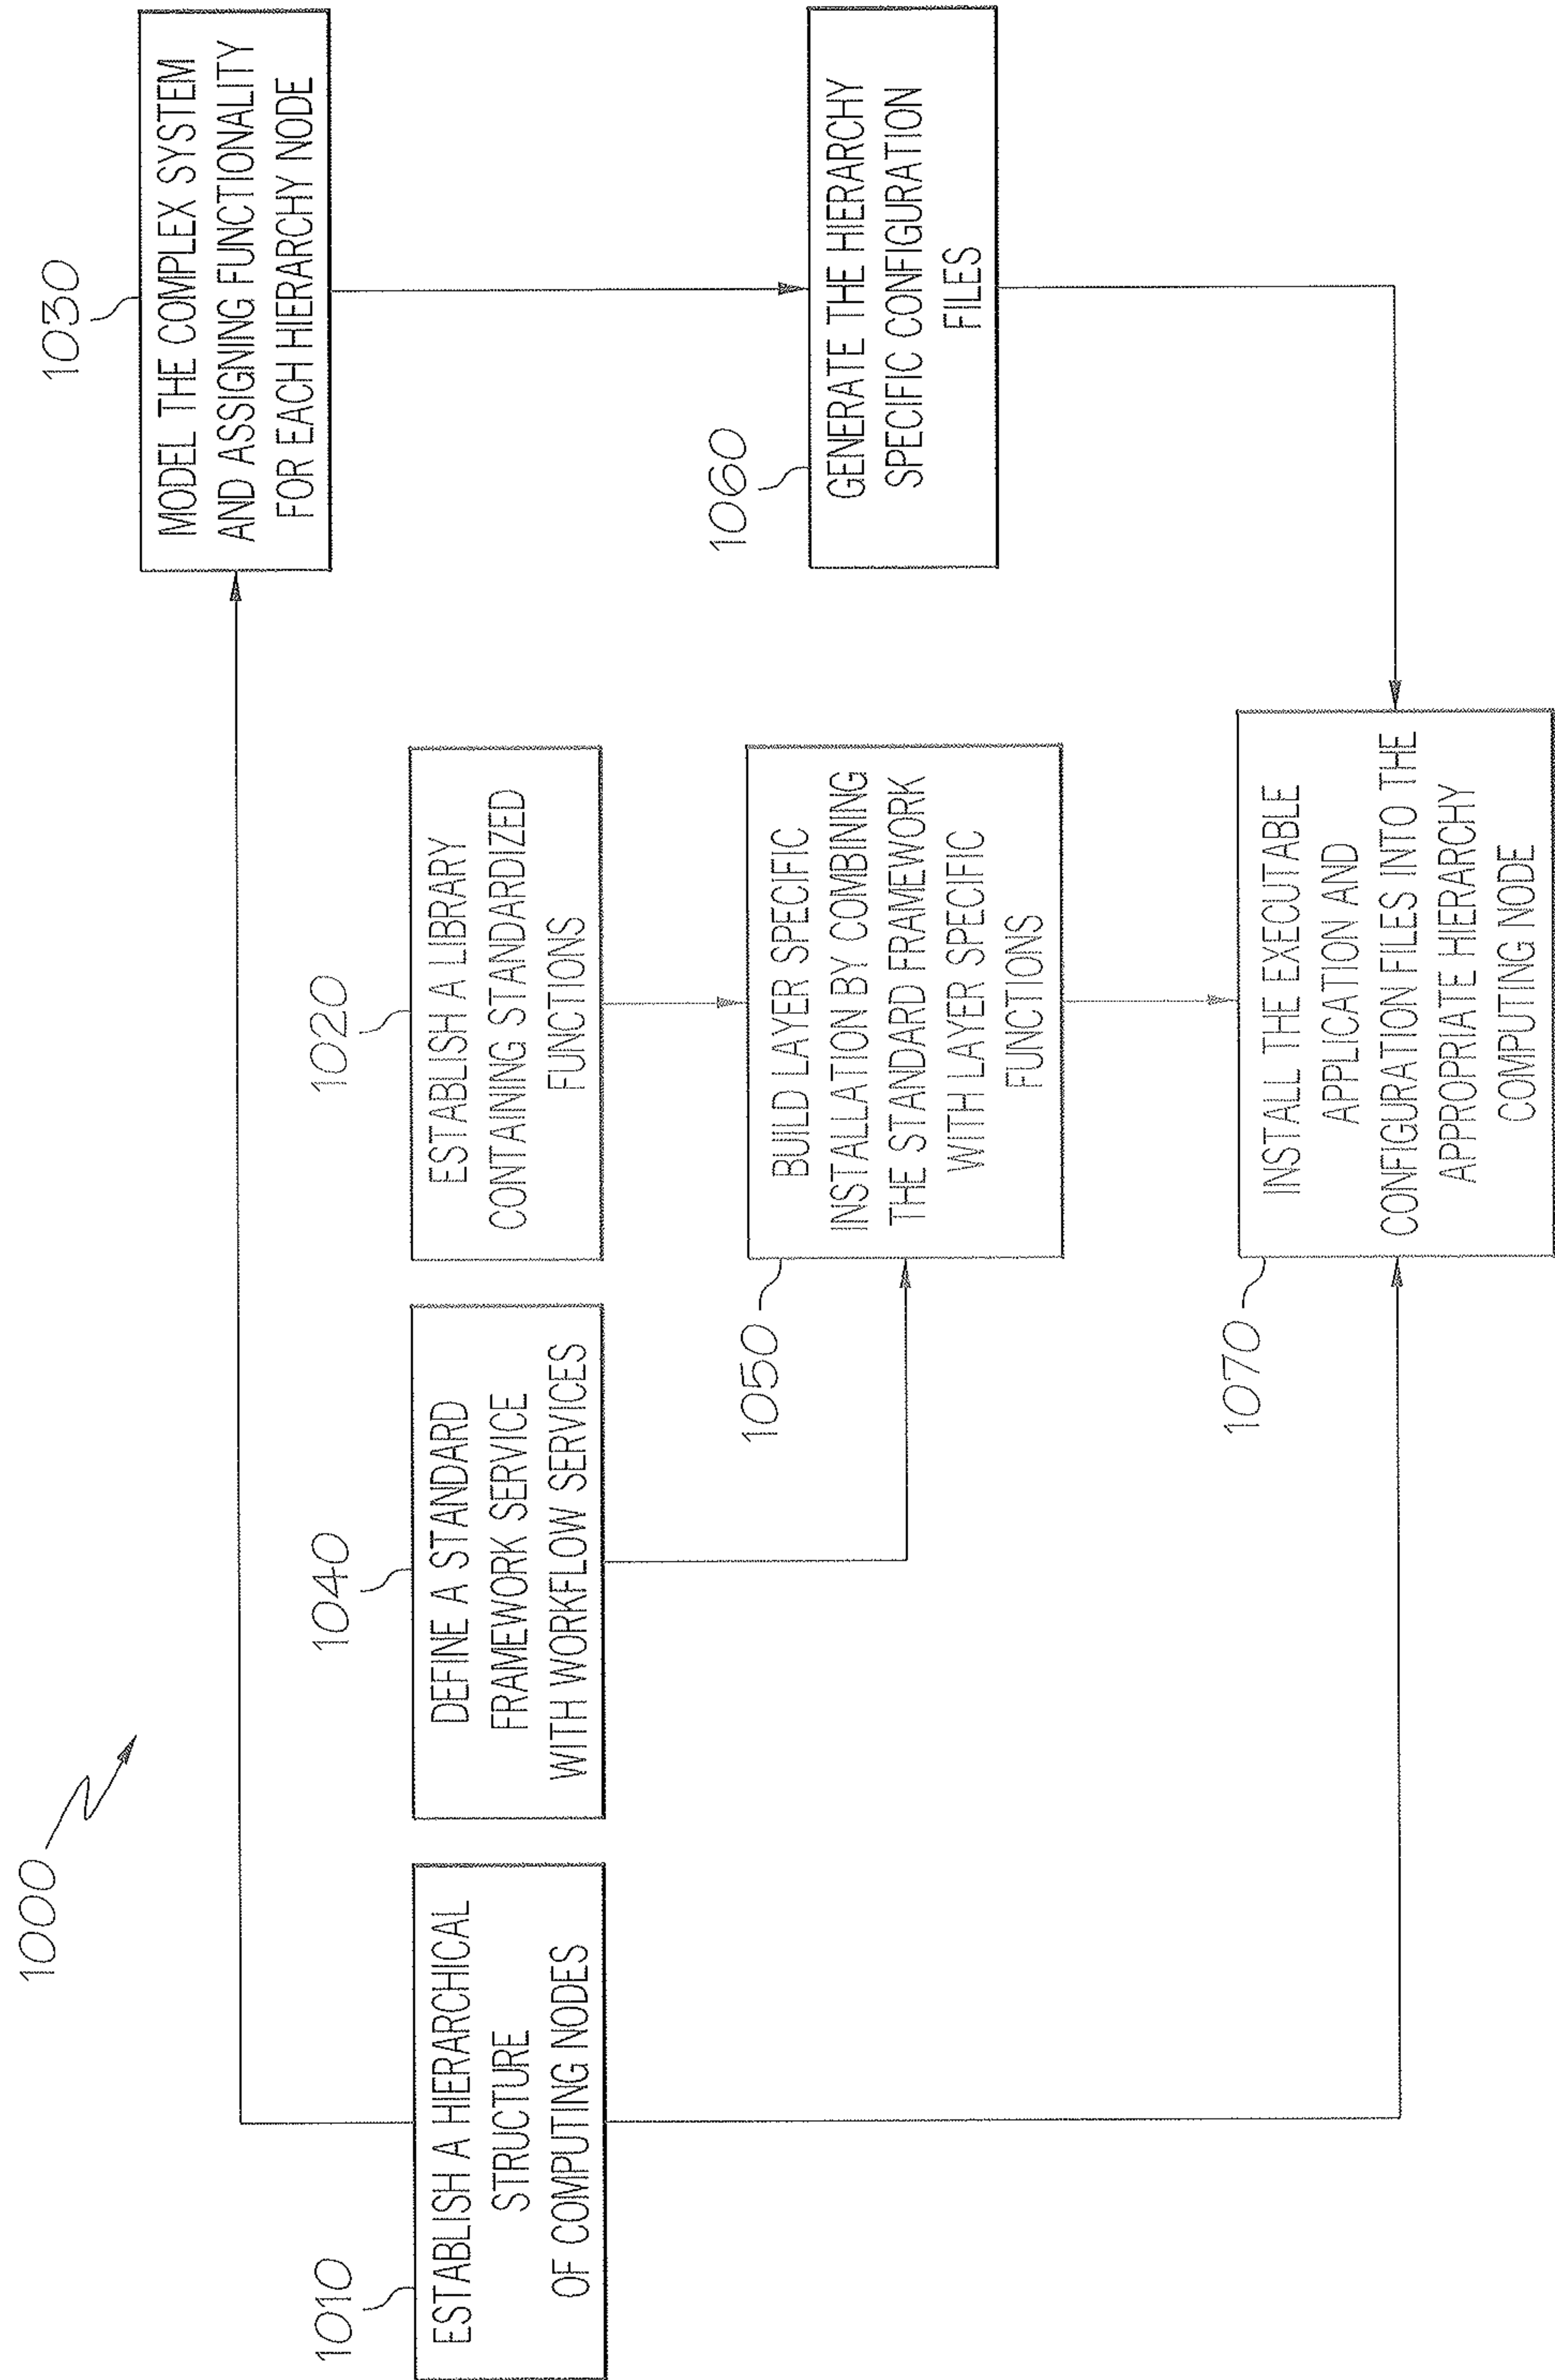 1000
1030
MODEL THE COMPLEX SYSTEM
AND ASSIGNING FUNCTIONALITY
FOR EACH HIERARCHY NODE
1010
ESTABLISH A HIERARCHICAL
STRUCTURE
OF COMPUTING NODES
1040
DEFINE A STANDARD
FRAMEWORK SERVICE
WITH WORKFLOW SERVICES
1020
ESTABLISH A LIBRARY
CONTAINING STANDARDIZED
FUNCTIONS
1050
BUILD LAYER SPECIFIC
INSTALLATION BY COMBINING
THE STANDARD FRAMEWORK
WITH LAYER SPECIFIC
FUNCTIONS
1060
GENERATE THE HIERARCHY
SPECIFIC CONFIGURATION
FILES
1070
INSTALL THE EXECUTABLE
APPLICATION AND
CONFIGURATION FILES INTO THE
APPROPRIATE HIERARCHY
COMPUTING NODE